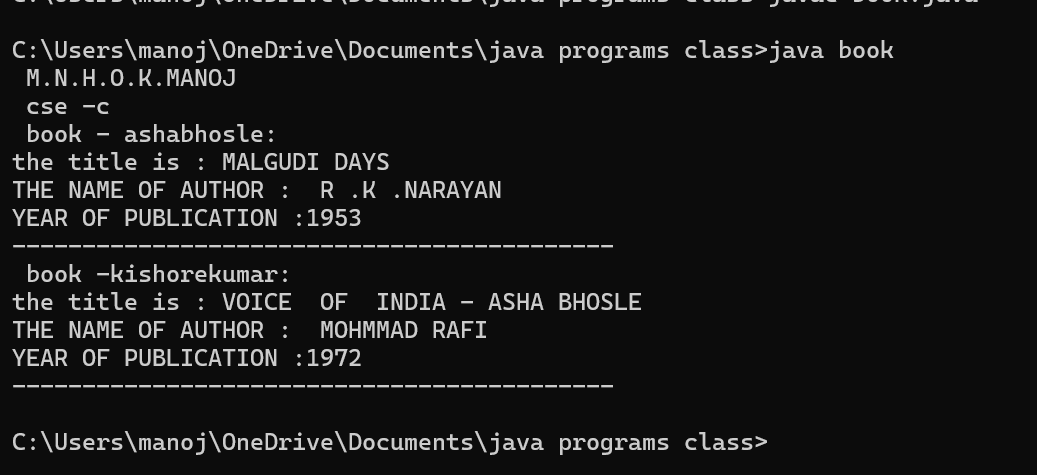 C:\Users\manoj\OneDrive\Documents\java programs class>java book
 M.N.H.O.K.MANOJ
 cse -c
 book - ashabhosle:
the title is : MALGUDI DAYS
THE NAME OF AUTHOR :  R .K .NARAYAN
YEAR OF PUBLICATION :1953
-------------------------------------------
 book -kishorekumar:
the title is : VOICE  OF  INDIA - ASHA BHOSLE
THE NAME OF AUTHOR :  MOHMMAD RAFI
YEAR OF PUBLICATION :1972
-------------------------------------------
C:\Users\manoj\OneDrive\Documents\java programs class>